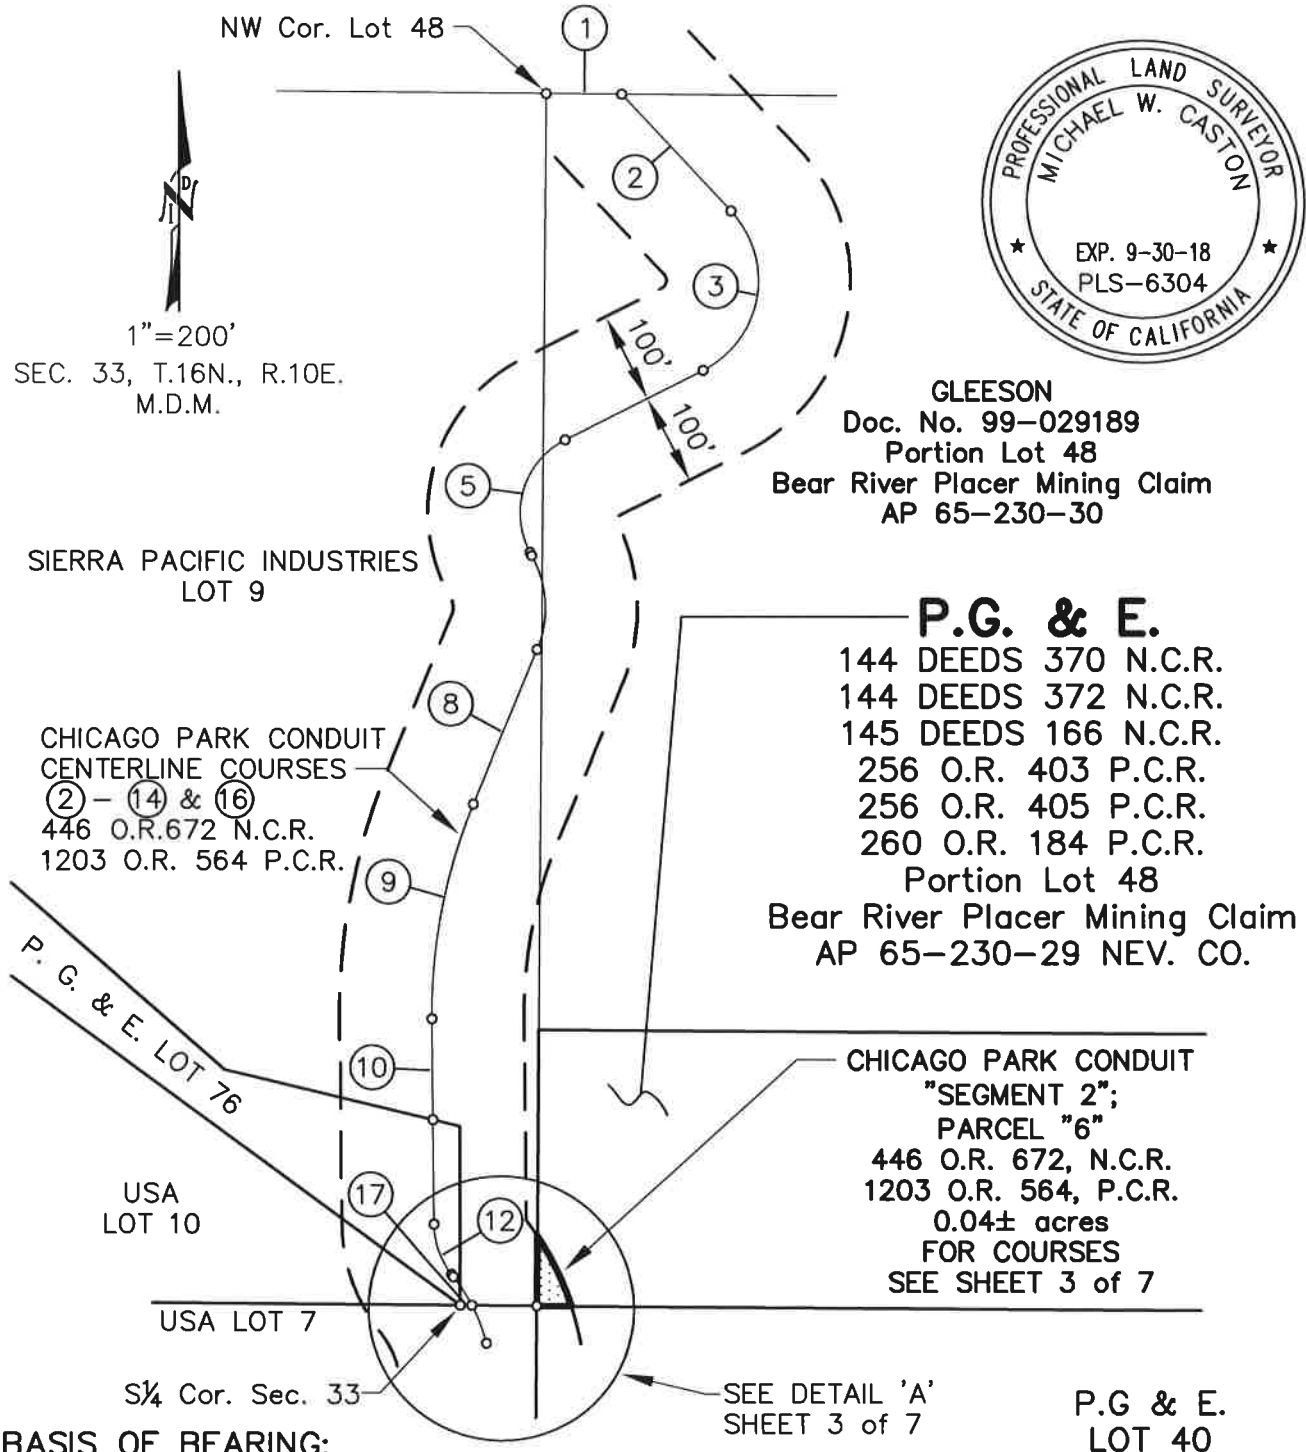 NW Cor. Lot 48
1
PROFESSIONAL LAND SURVEYOR
MICHAEL W. CASTON
EXP. 9-30-18
PLS-6304
STATE OF CALIFORNIA
2
3
1"=200'
SEC. 33, T.16N., R.10E.
M.D.M.
100'
100'
GLEESON
Doc. No. 99-029189
Portion Lot 48
Bear River Placer Mining Claim
AP 65-230-30
5
SIERRA PACIFIC INDUSTRIES
LOT 9
P.G. & E.
144 DEEDS 370 N.C.R.
144 DEEDS 372 N.C.R.
145 DEEDS 166 N.C.R.
256 O.R. 403 P.C.R.
256 O.R. 405 P.C.R.
260 O.R. 184 P.C.R.
Portion Lot 48
Bear River Placer Mining Claim
AP 65-230-29 NEV. CO.
8
CHICAGO PARK CONDUIT
CENTERLINE COURSES
2 - 14 & 16
446 O.R.672 N.C.R.
1203 O.R. 564 P.C.R.
9
P. G. & E. LOT 76
10
CHICAGO PARK CONDUIT
"SEGMENT 2";
PARCEL "6"
446 O.R. 672, N.C.R.
1203 O.R. 564, P.C.R.
0.04± acres
FOR COURSES
SEE SHEET 3 of 7
USA
LOT 10
17
12
USA LOT 7
S¼ Cor. Sec. 33
SEE DETAIL 'A'
SHEET 3 of 7
P.G & E.
LOT 40
BASIS OF BEARING: